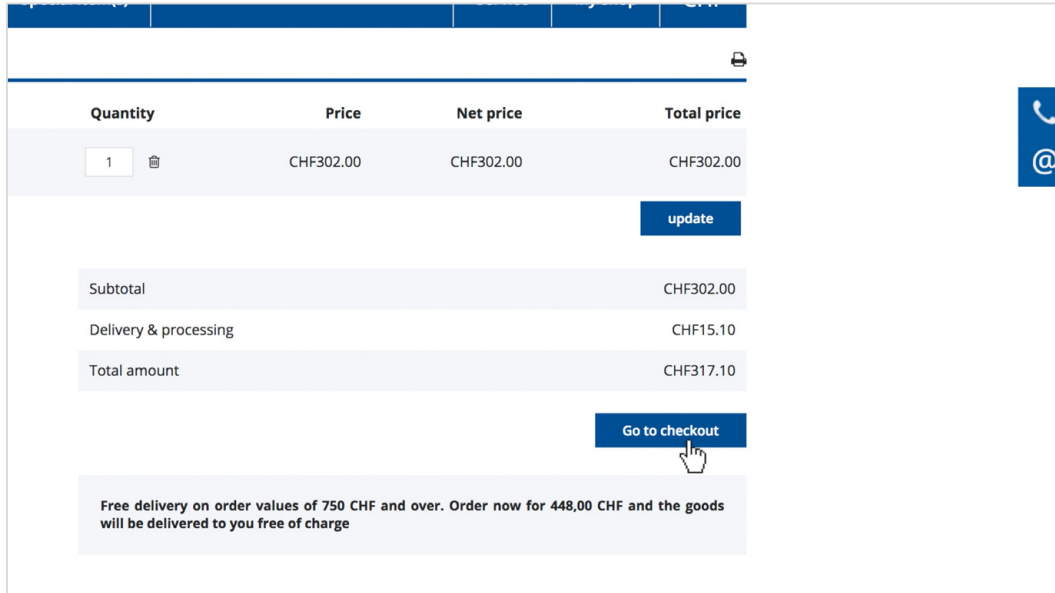 Quantity Price Net price Total price
1 CHF302.00 CHF302.00 CHF302.00
update
Subtotal CHF302.00
Delivery & processing CHF15.10
Total amount CHF317.10
Go to checkout
Free delivery on order values of 750 CHF and over. Order now for 448,00 CHF and the goods
will be delivered to you free of charge
@